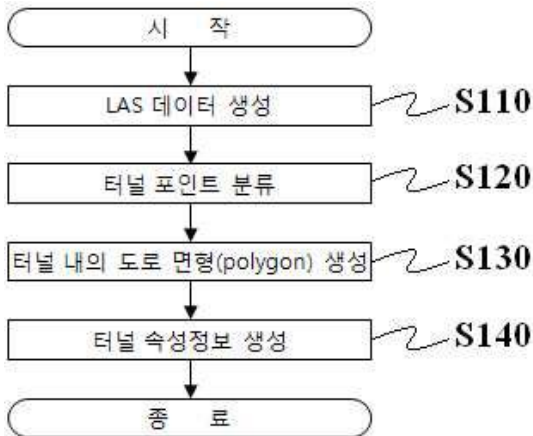 시 작
LAS 데이터 생성 S110
터널 포인트 분류 S120
터널 내의 도로 면형(polygon) 생성 S130
터널 속성정보 생성 S140
종 료